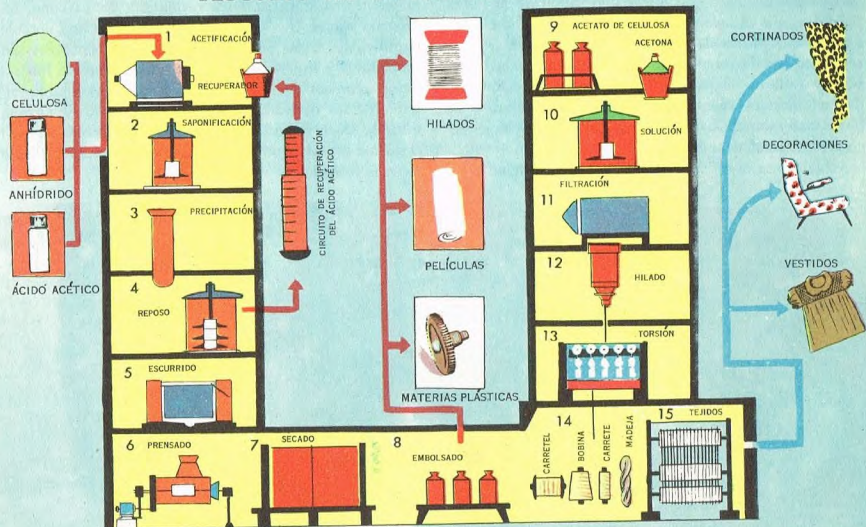 CELULOSA
ANHÍDRIDO
ÁCIDO ACÉTICO
1 ACETIFICACIÓN
RECUPERADOR
2 SAPONIFICACIÓN
3 PRECIPITACIÓN
4 REPOSO
5 ESCURRIDO
6 PRENSADO
7 SECADO
8 EMBOLSADO
CIRCUITO DE RECUPERACIÓN
DEL ÁCIDO ACÉTICO
HILADOS
PELÍCULAS
MATERIAS PLÁSTICAS
9 ACETATO DE CELULOSA
ACETONA
10 SOLUCIÓN
FILTRACIÓN
11
12 HILADO
13 TORSIÓN
14
CARRETEL
BOBINA
CARRETE
MADEJA
15 TEJIDOS
CORTINADOS
DECORACIONES
VESTIDOS